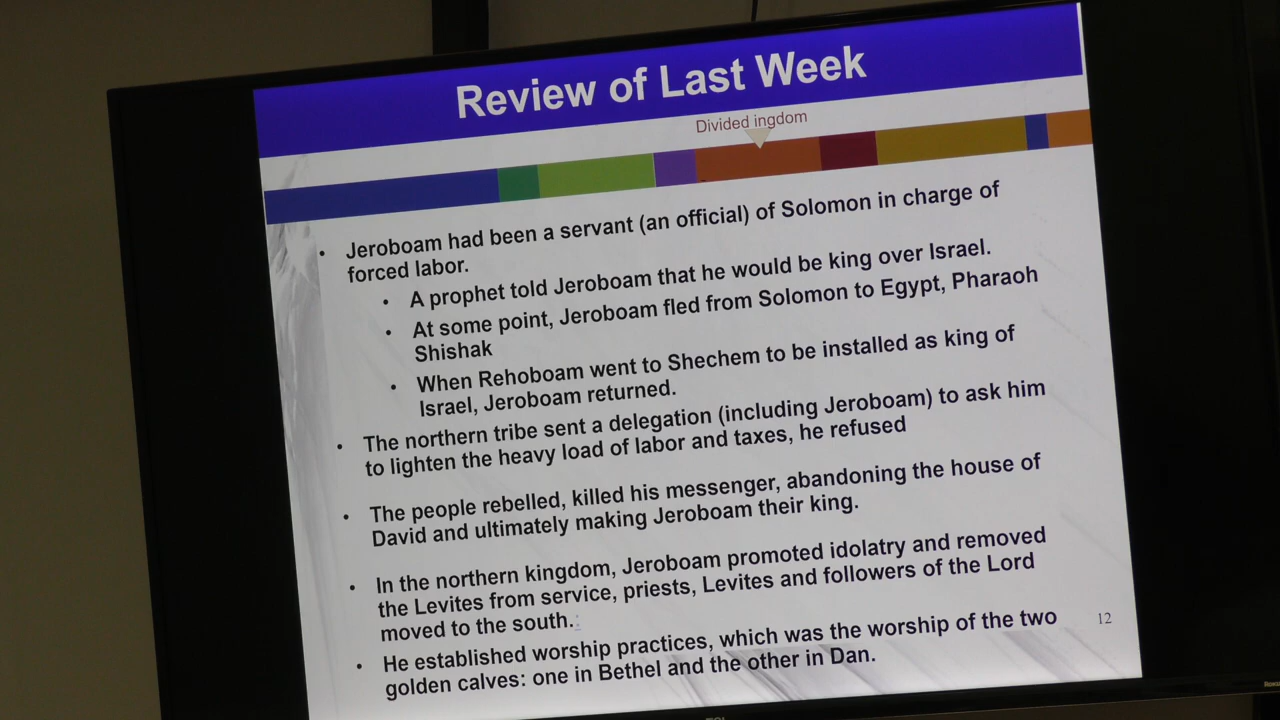 Review of Last Week
Divided ingdom
• Jeroboam had been a servant (an official) of Solomon in charge of
forced labor.
• A prophet told Jeroboam that he would be king over Israel.
• At some point, Jeroboam fled from Solomon to Egypt, Pharaoh
Shishak
• When Rehoboam went to Shechem to be installed as king of
Israel, Jeroboam returned.
• The northern tribe sent a delegation (including Jeroboam) to ask him
to lighten the heavy load of labor and taxes, he refused
• The people rebelled, killed his messenger, abandoning the house of
David and ultimately making Jeroboam their king.
• In the northern kingdom, Jeroboam promoted idolatry and removed
the Levites from service, priests, Levites and followers of the Lord
moved to the south.:
• He established worship practices, which was the worship of the two
golden calves: one in Bethel and the other in Dan.
12